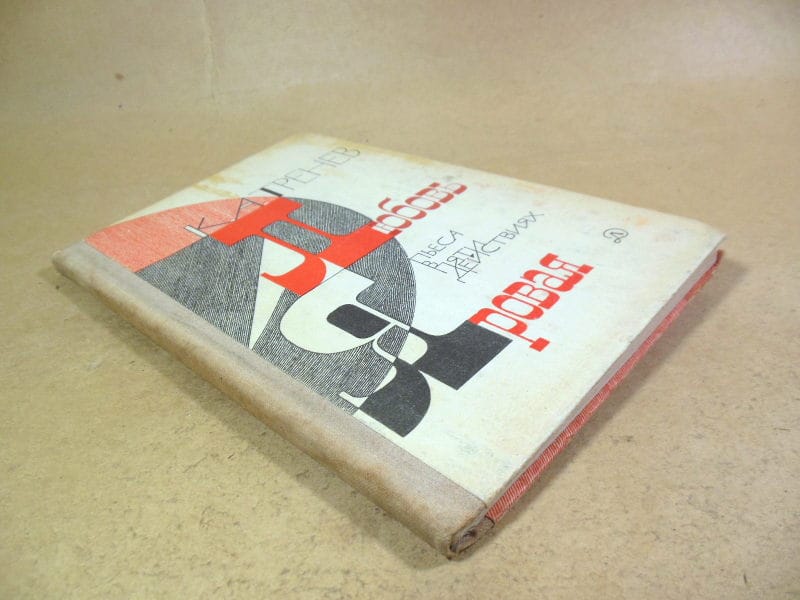 К. А. ТРЕНЕВ
Любовь
ПЬЕСА
В ПЯТИ
ДЕЙСТВИЯХ
Яровая
Д